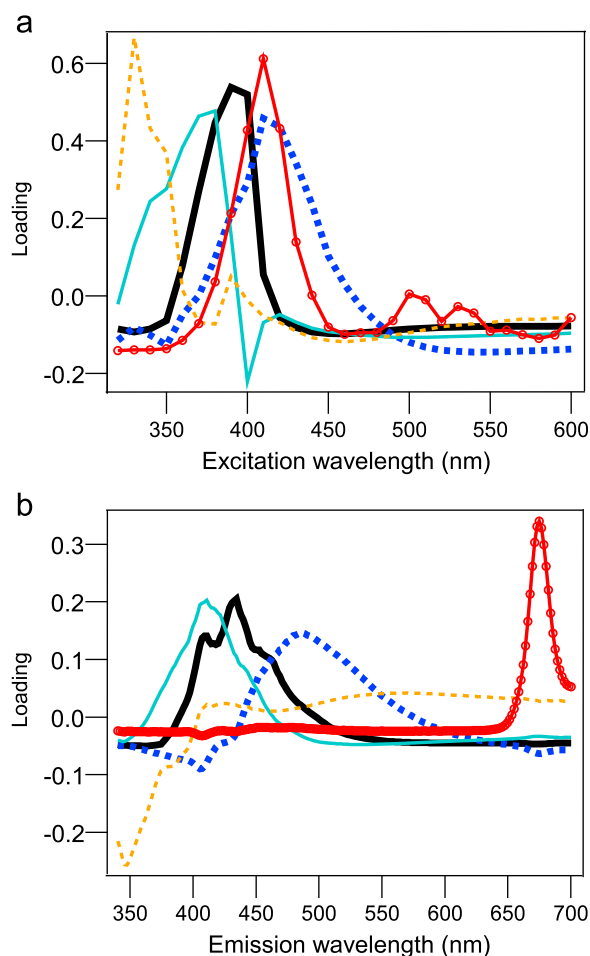 a
0.6
0.4
0.2
0.0
-0.2
Loading
350 400 450 500 550 600
Excitation wavelength (nm)
b
0.3
0.2
0.1
0.0
-0.1
-0.2
Loading
350 400 450 500 550 600 650 700
Emission wavelength (nm)